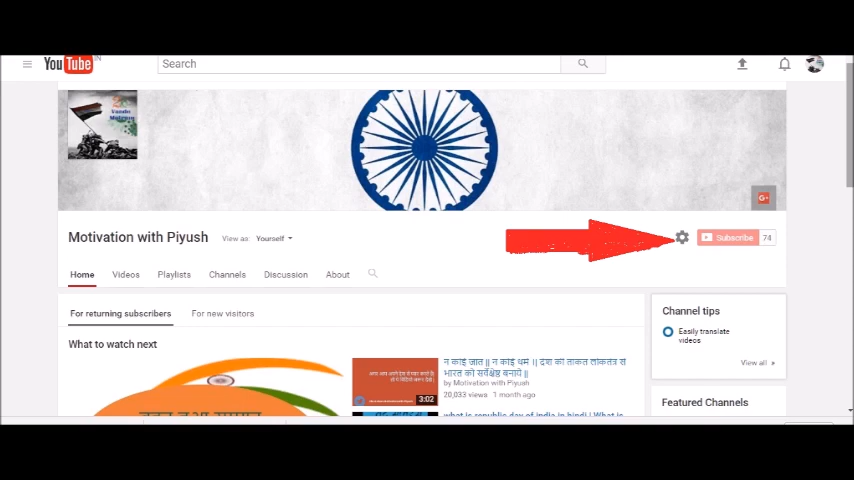 YouTube IN
Search
Motivation with Piyush
View as: Yourself
Subscribe 74
Home Videos Playlists Channels Discussion About
For returning subscribers For new visitors
What to watch next
Channel tips
Easily translate
videos
View all
न कोई जात || न कोई धर्म || देश की ताकत लोकतंत्र से
भारत को सर्वश्रेष्ठ बनाये ||
by Motivation with Piyush
20,033 views 1 month ago
3:02
what is republic day of india in hindi | What is
Featured Channels